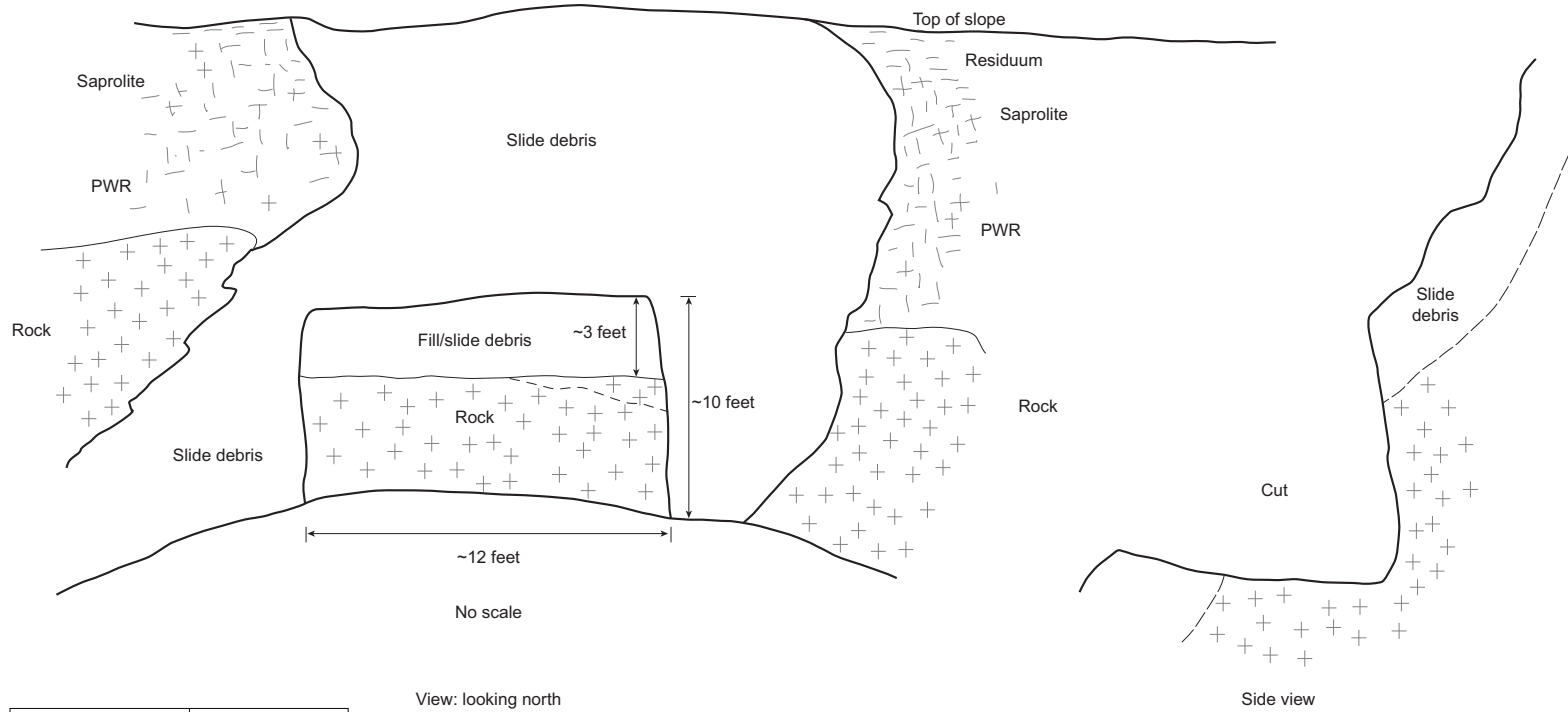 Top of slope
Residuum
Saprolite
Saprolite
Slide debris
PWR
PWR
Slide
debris
Rock
~3 feet
Fill/slide debris
~10 feet
Rock
Rock
Slide debris
Cut
~12 feet
No scale
View: looking north
Side view